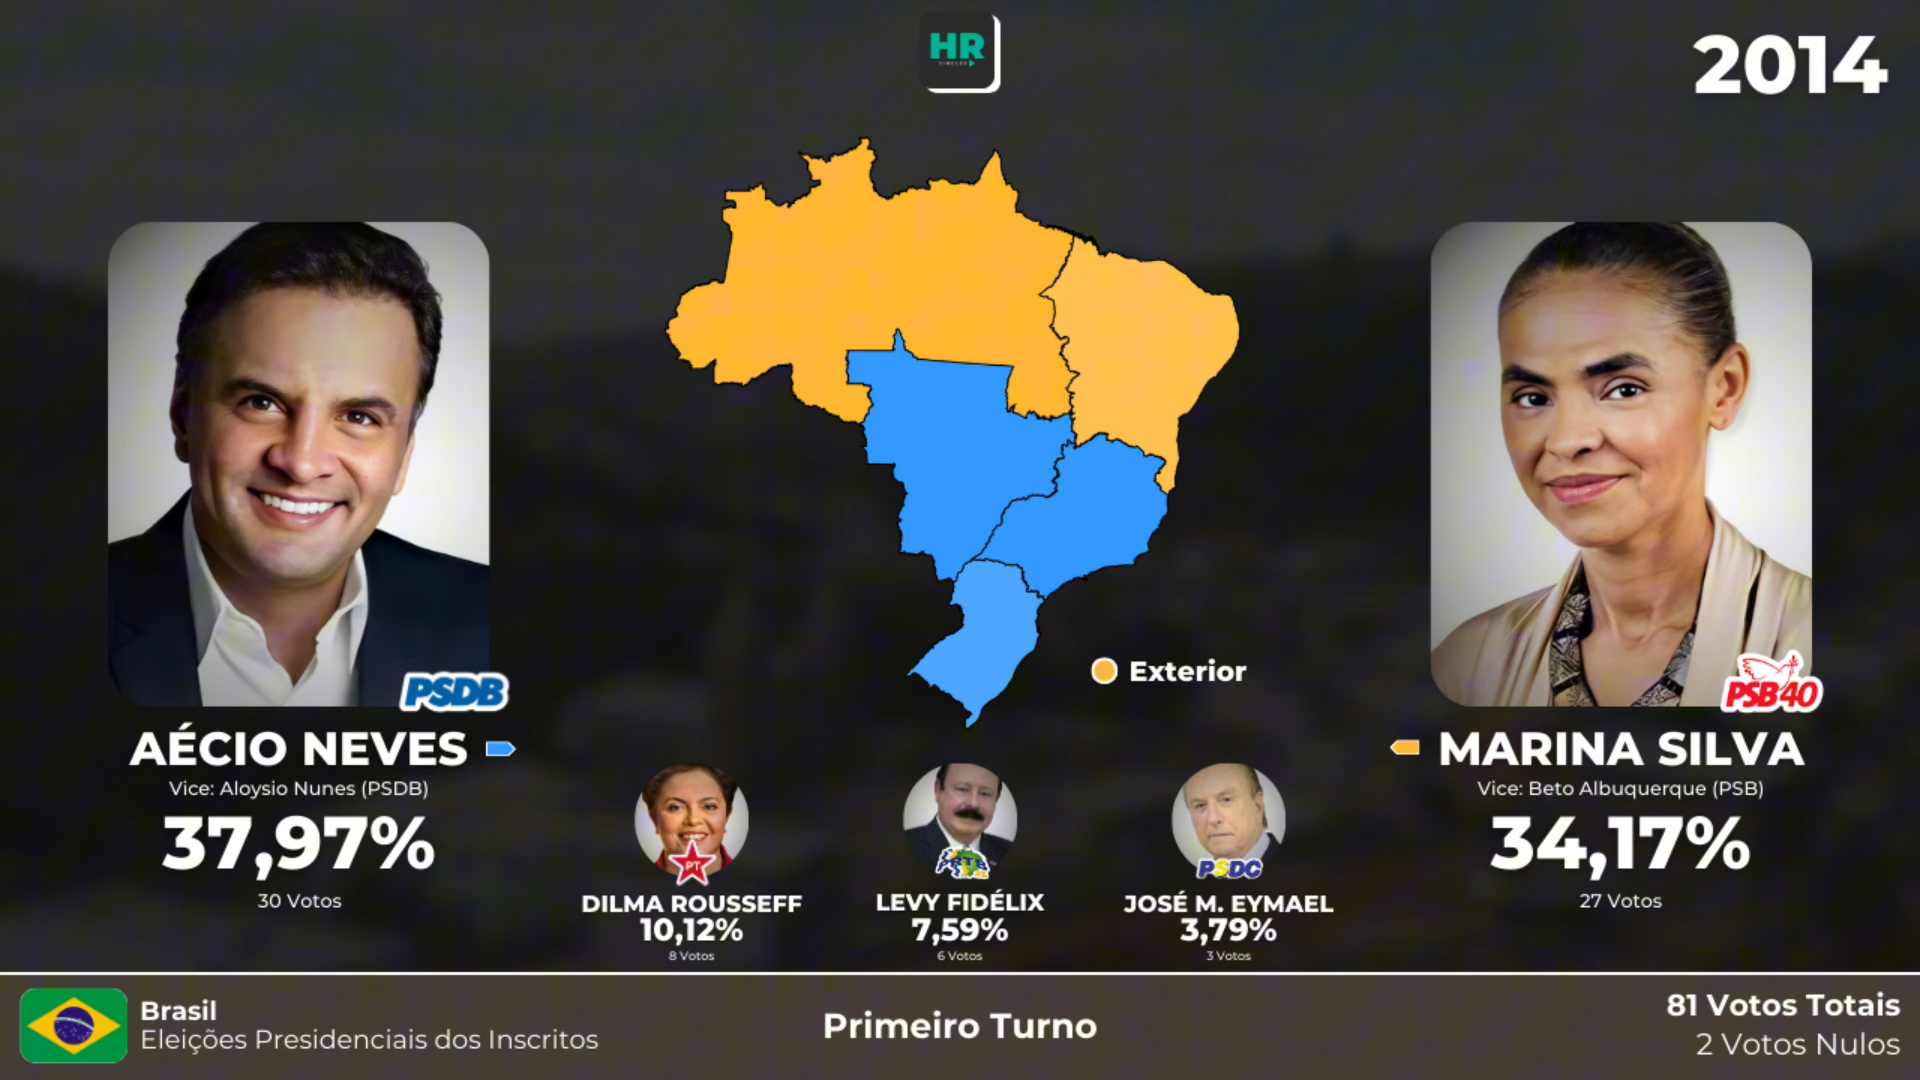 HR
2014
Exterior
PSDB
PSB 40
AÉCIO NEVES
Vice: Aloysio Nunes (PSDB)
37,97%
30 Votos
MARINA SILVA
Vice: Beto Albuquerque (PSB)
34,17%
27 Votos
PT
DILMA ROUSSEFF
10,12%
8 Votos
PRTB
LEVY FIDÉLIX
7,59%
6 Votos
PSDC
JOSÉ M. EYMAEL
3,79%
3 Votos
Brasil
Eleições Presidenciais dos Inscritos
Primeiro Turno
81 Votos Totais
2 Votos Nulos